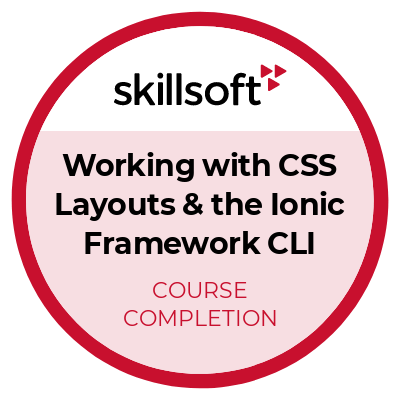 skillsoft
Working with CSS
Layouts & the Ionic
Framework CLI
COURSE
COMPLETION